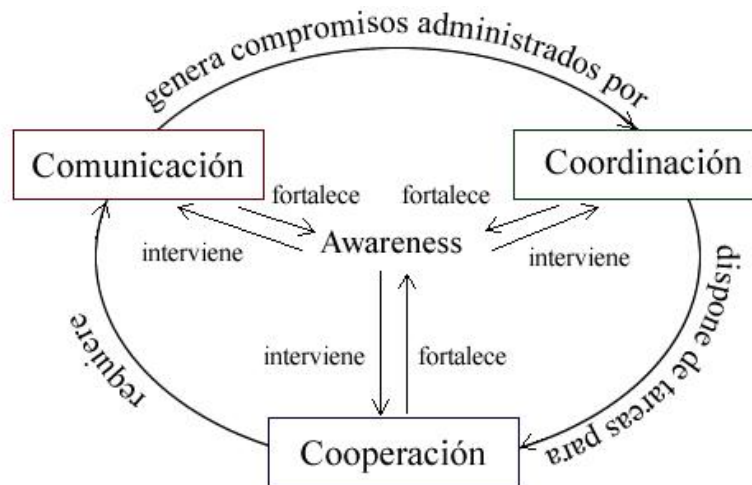 genera compromisos administrados por
Comunicación
Coordinación
fortalece
fortalece
Awareness
interviene
interviene
dispone de tareas para
requiere
interviene
fortalece
Cooperación